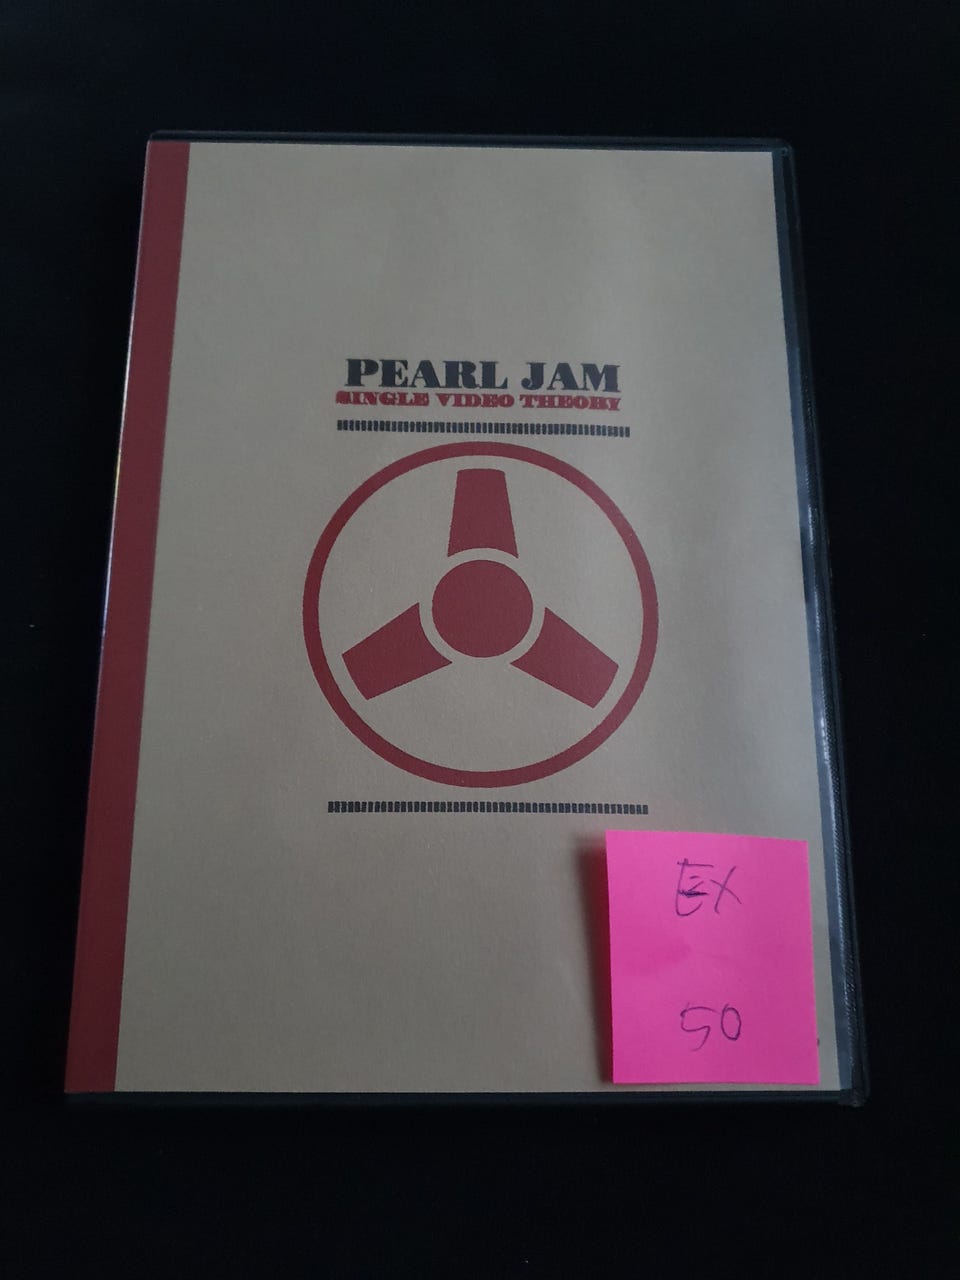 PEARL JAM
SINGLE VIDEO THEORY
EX
50